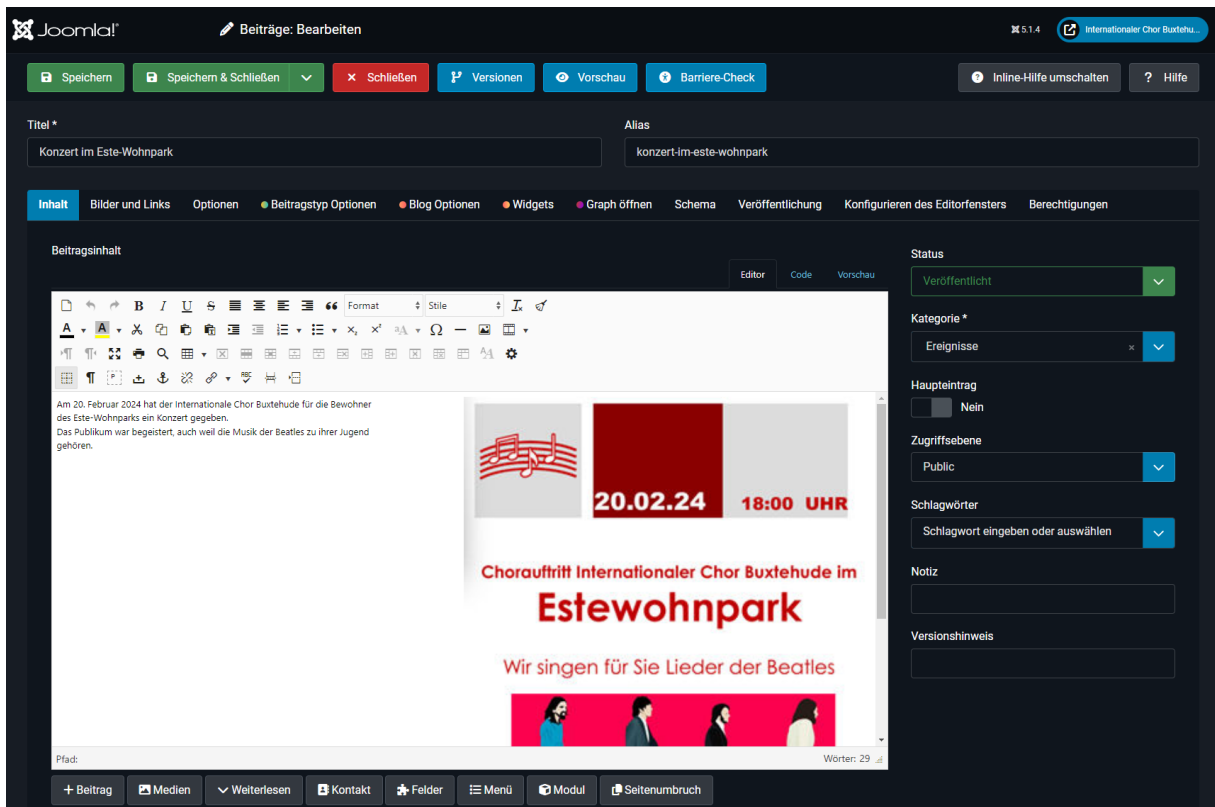 Joomla!®
Beiträge: Bearbeiten
5.1.4
Internationaler Chor Buxtehu...
Speichern
Speichern & Schließen
Schließen
Versionen
Vorschau
Barriere-Check
Inline-Hilfe umschalten
? Hilfe
Titel *
Alias
Konzert im Este-Wohnpark
konzert-im-este-wohnpark
Inhalt
Bilder und Links
Optionen
Beitragstyp Optionen
Blog Optionen
Widgets
Graph öffnen
Schema
Veröffentlichung
Konfigurieren des Editorfensters
Berechtigungen
Beitragsinhalt
Editor
Code
Vorschau
Format
Stile
Am 20. Februar 2024 hat der Internationale Chor Buxtehude für die Bewohner
des Este-Wohnparks ein Konzert gegeben.
Das Publikum war begeistert, auch weil die Musik der Beatles zu ihrer Jugend
gehören.
20.02.24
18:00 UHR
Chorauftritt Internationaler Chor Buxtehude im
Estewohnpark
Wir singen für Sie Lieder der Beatles
Pfad:
Wörter: 29
+ Beitrag
Medien
Weiterlesen
Kontakt
Felder
Menü
Modul
Seitenumbruch
Status
Veröffentlicht
Kategorie *
Ereignisse
Haupteintrag
Nein
Zugriffsebene
Public
Schlagwörter
Schlagwort eingeben oder auswählen
Notiz
Versionshinweis